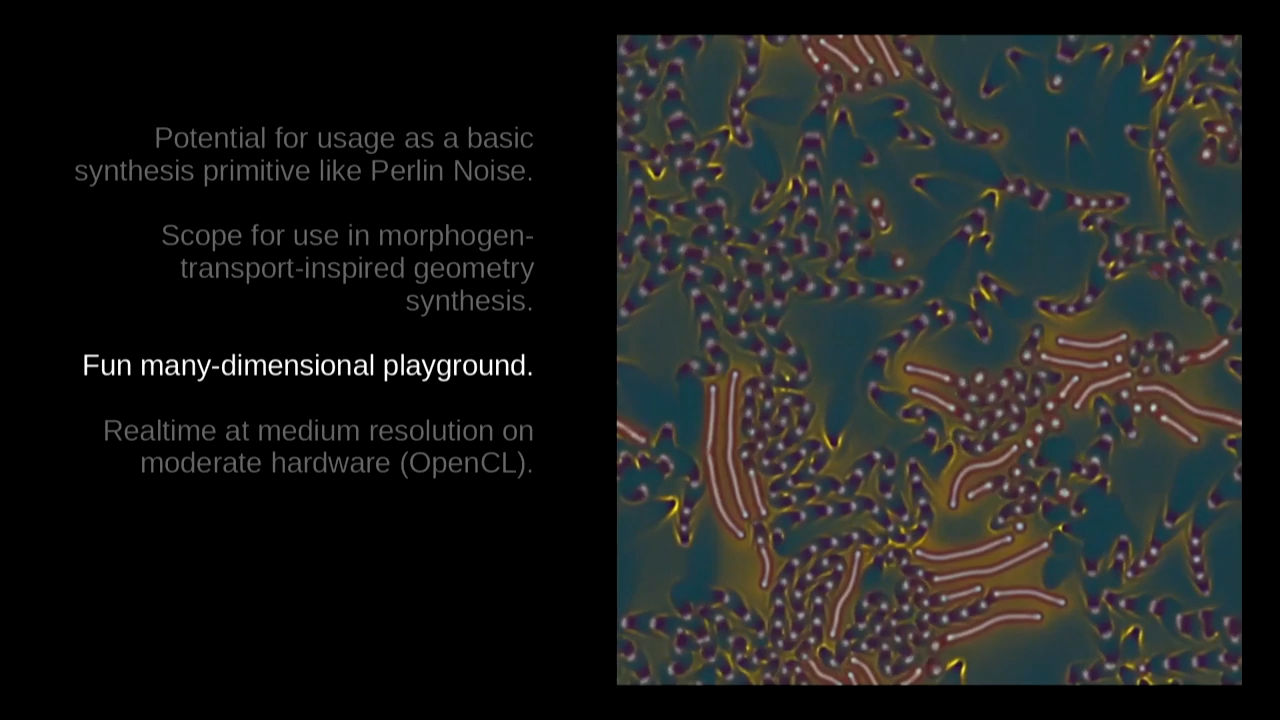 Potential for usage as a basic
synthesis primitive like Perlin Noise.
Scope for use in morphogen-
transport-inspired geometry
synthesis.
Fun many-dimensional playground.
Realtime at medium resolution on
moderate hardware (OpenCL).